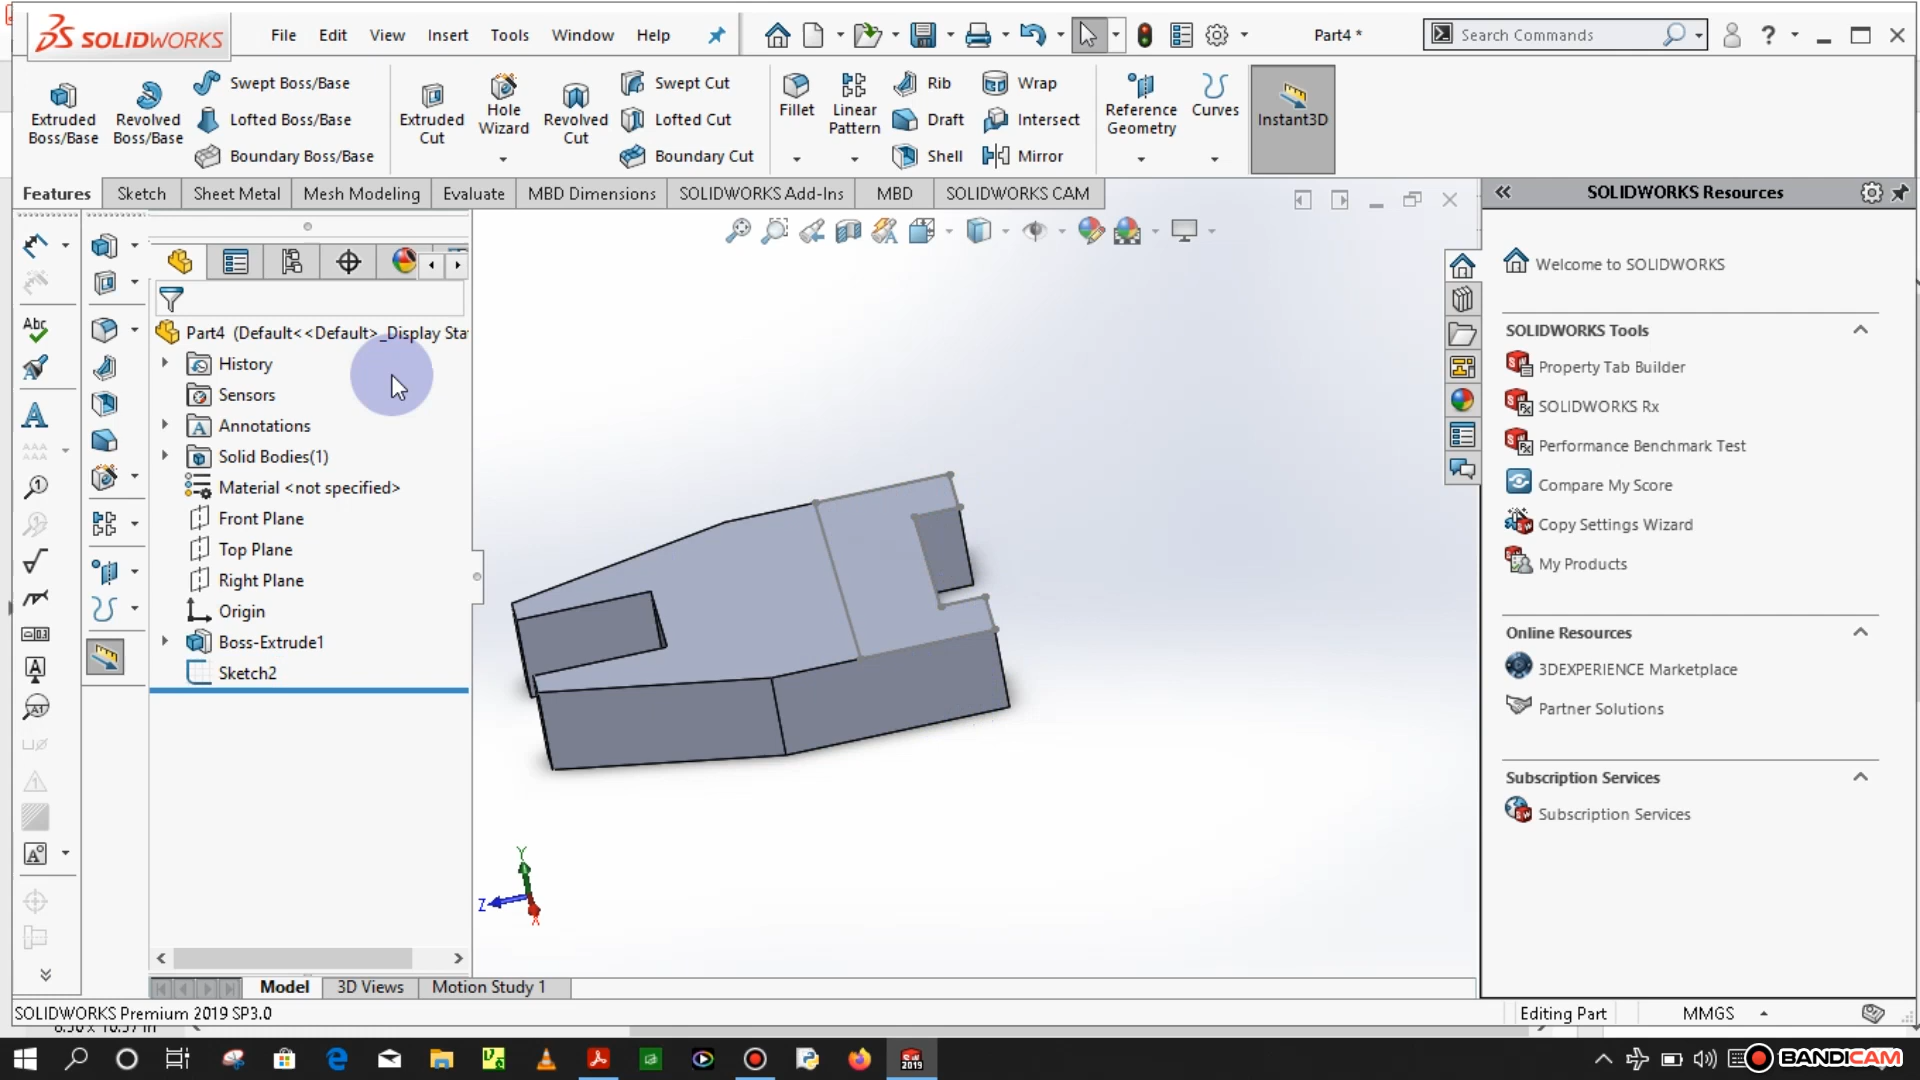 SOLIDWORKS
File Edit View Insert Tools Window Help
Part4 *
Search Commands
Extruded Boss/Base
Revolved Boss/Base
Swept Boss/Base
Lofted Boss/Base
Boundary Boss/Base
Extruded Cut
Hole Wizard
Revolved Cut
Swept Cut
Lofted Cut
Boundary Cut
Fillet
Linear Pattern
Rib
Draft
Shell
Wrap
Intersect
Mirror
Reference Geometry
Curves
Instant3D
Features Sketch Sheet Metal Mesh Modeling Evaluate MBD Dimensions SOLIDWORKS Add-Ins MBD SOLIDWORKS CAM
SOLIDWORKS Resources
Part4 (Default<<Default>_Display Sta
History
Sensors
Annotations
Solid Bodies(1)
Material <not specified>
Front Plane
Top Plane
Right Plane
Origin
Boss-Extrude1
Sketch2
Abc
Y
Z
X
Welcome to SOLIDWORKS
SOLIDWORKS Tools
Property Tab Builder
SOLIDWORKS Rx
Performance Benchmark Test
Compare My Score
Copy Settings Wizard
My Products
Online Resources
3DEXPERIENCE Marketplace
Partner Solutions
Subscription Services
Subscription Services
Model 3D Views Motion Study 1
SOLIDWORKS Premium 2019 SP3.0
Editing Part
MMGS
SW
2019
BANDICAM